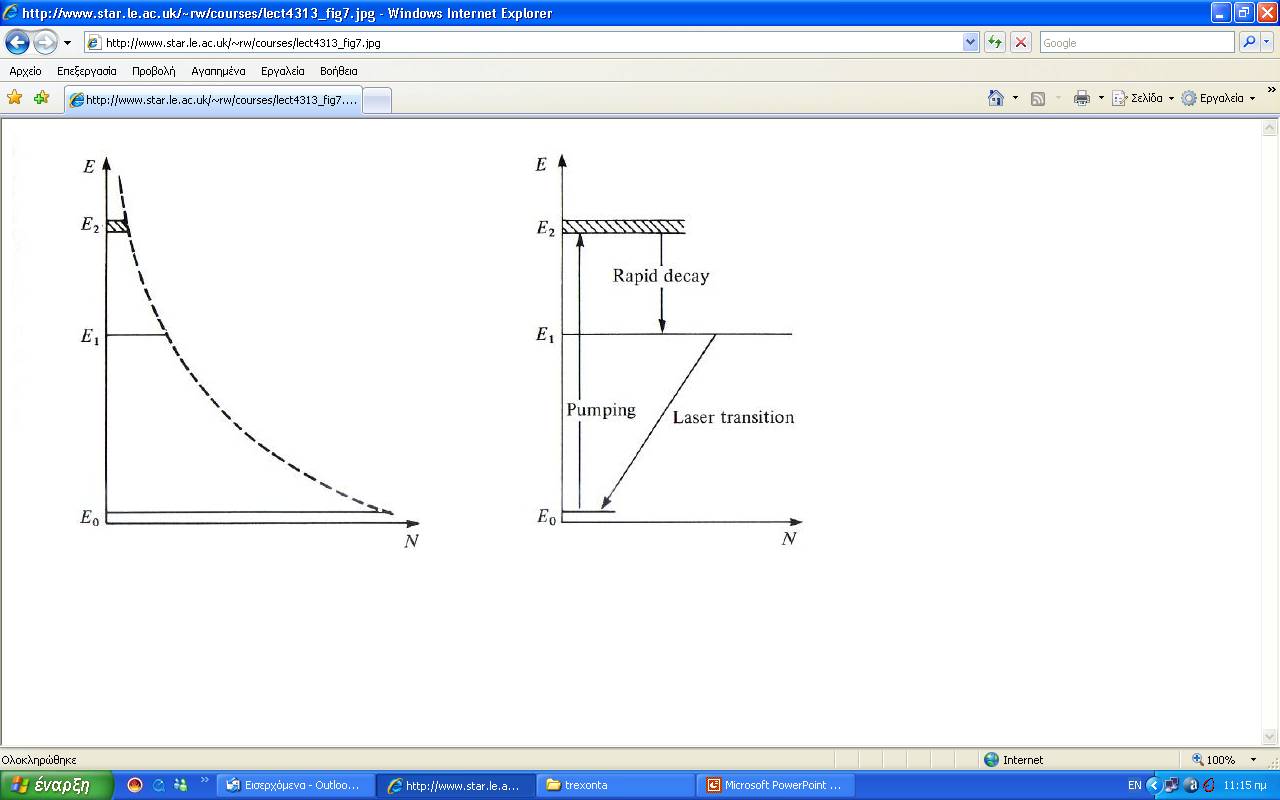 http://www.star.le.ac.uk/~rw/courses/lect4313_fig7.jpg - Windows Internet Explorer
http://www.star.le.ac.uk/~rw/courses/lect4313_fig7.jpg
Google
Αρχείο Επεξεργασία Προβολή Αγαπημένα Εργαλεία Βοήθεια
http://www.star.le.ac.uk/~rw/courses/lect4313_fig7....
Σελίδα Εργαλεία
E
E2
E1
E0
N
E
E2
Rapid decay
E1
Pumping
Laser transition
E0
N
Ολοκληρώθηκε
Internet
100%
έναρξη
Εισερχόμενα - Outloo...
http://www.star.le.a...
trexonta
Microsoft PowerPoint ...
EN
11:15 πμ